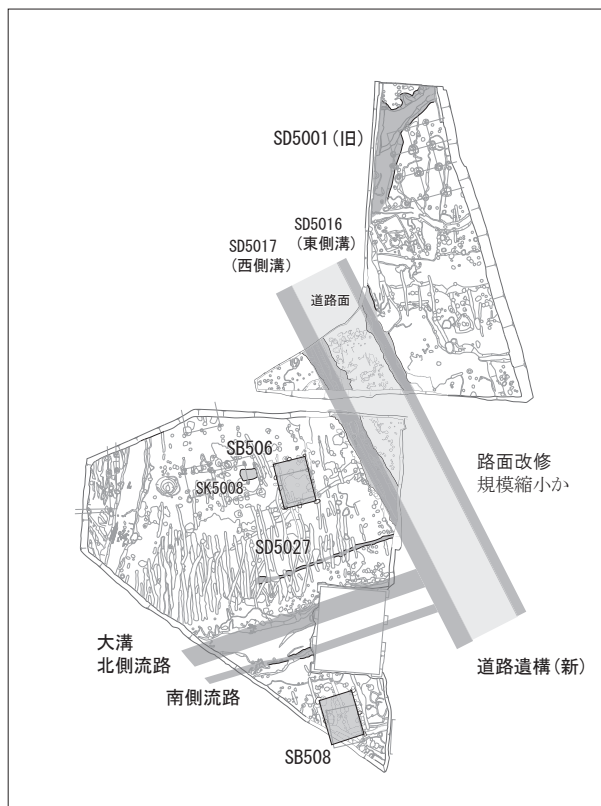 SD5001（旧）
SD5016
（東側溝）
SD5017
（西側溝）
道路面
路面改修
規模縮小か
SB506
SK5008
SD5027
大溝
北側流路
南側流路
道路遺構（新）
SB508